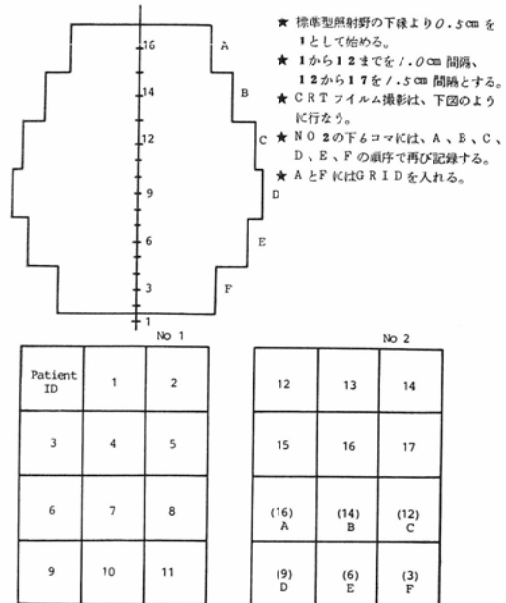 ★ 標準型照射野の下縁より0.5cmを
1として始める。
★ 1から12までを1.0cm間隔、
12から17を1.5cm間隔とする。
★ CRTフイルム撮影は、下図のよう
に行なう。
★ NO 2の下6コマには、A、B、C、
D、E、Fの順序で再び記録する。
★ AとFにはGRIDを入れる。
16
A
14
B
12
C
9
D
6
E
3
F
1
No 1
Patient
ID
1
2
3
4
5
6
7
8
9
10
11
No 2
12
13
14
15
16
17
(16)
A
(14)
B
(12)
C
(9)
D
(6)
E
(3)
F